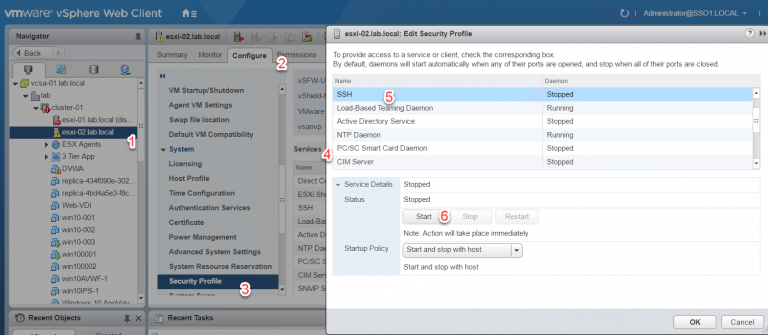 vmware® vSphere Web Client
Administrator@SSO1.LOCAL
Navigator
Back
vcsa-01.lab.local
lab
cluster-01
esxi-01.lab.local (dis...
esxi-02.lab.local
1
ESX Agents
3 Tier App
DVWA
replica-434f090e-302...
replica-4bd4a5e3-f8c...
Web-VDI
win10-001
win10-002
win10-003
win100001
win100002
win10AVWF-1
win10IPS-1
Recent Objects
esxi-02.lab.local
Summary Monitor Configure Permissions
2
VM Startup/Shutdown
Agent VM Settings
Swap file location
Default VM Compatibility
System
Licensing
Host Profile
Time Configuration
Authentication Services
Certificate
Power Management
Advanced System Settings
System Resource Reservation
Security Profile
3
Recent Tasks
vSFW-U
vShield-E
VMware
vsanvp
Services
4
Name
Direct Co
ESXi She
SSH
Load-Bas
Active Di
NTP Dae
PC/SC S
CIM Serv
SNMP S
esxi-02.lab.local: Edit Security Profile
To provide access to a service or client, check the corresponding box.
By default, daemons will start automatically when any of their ports are opened, and stop when all of their ports are closed.
Name Daemon
SSH 5 Stopped
Load-Based Teaming Daemon Running
Active Directory Service Stopped
NTP Daemon Running
PC/SC Smart Card Daemon Stopped
CIM Server Stopped
Service Details Stopped
Status Stopped
Start 6 Stop Restart
Note: Action will take place immediately
Startup Policy Start and stop with host
Start and stop with host
OK Cancel